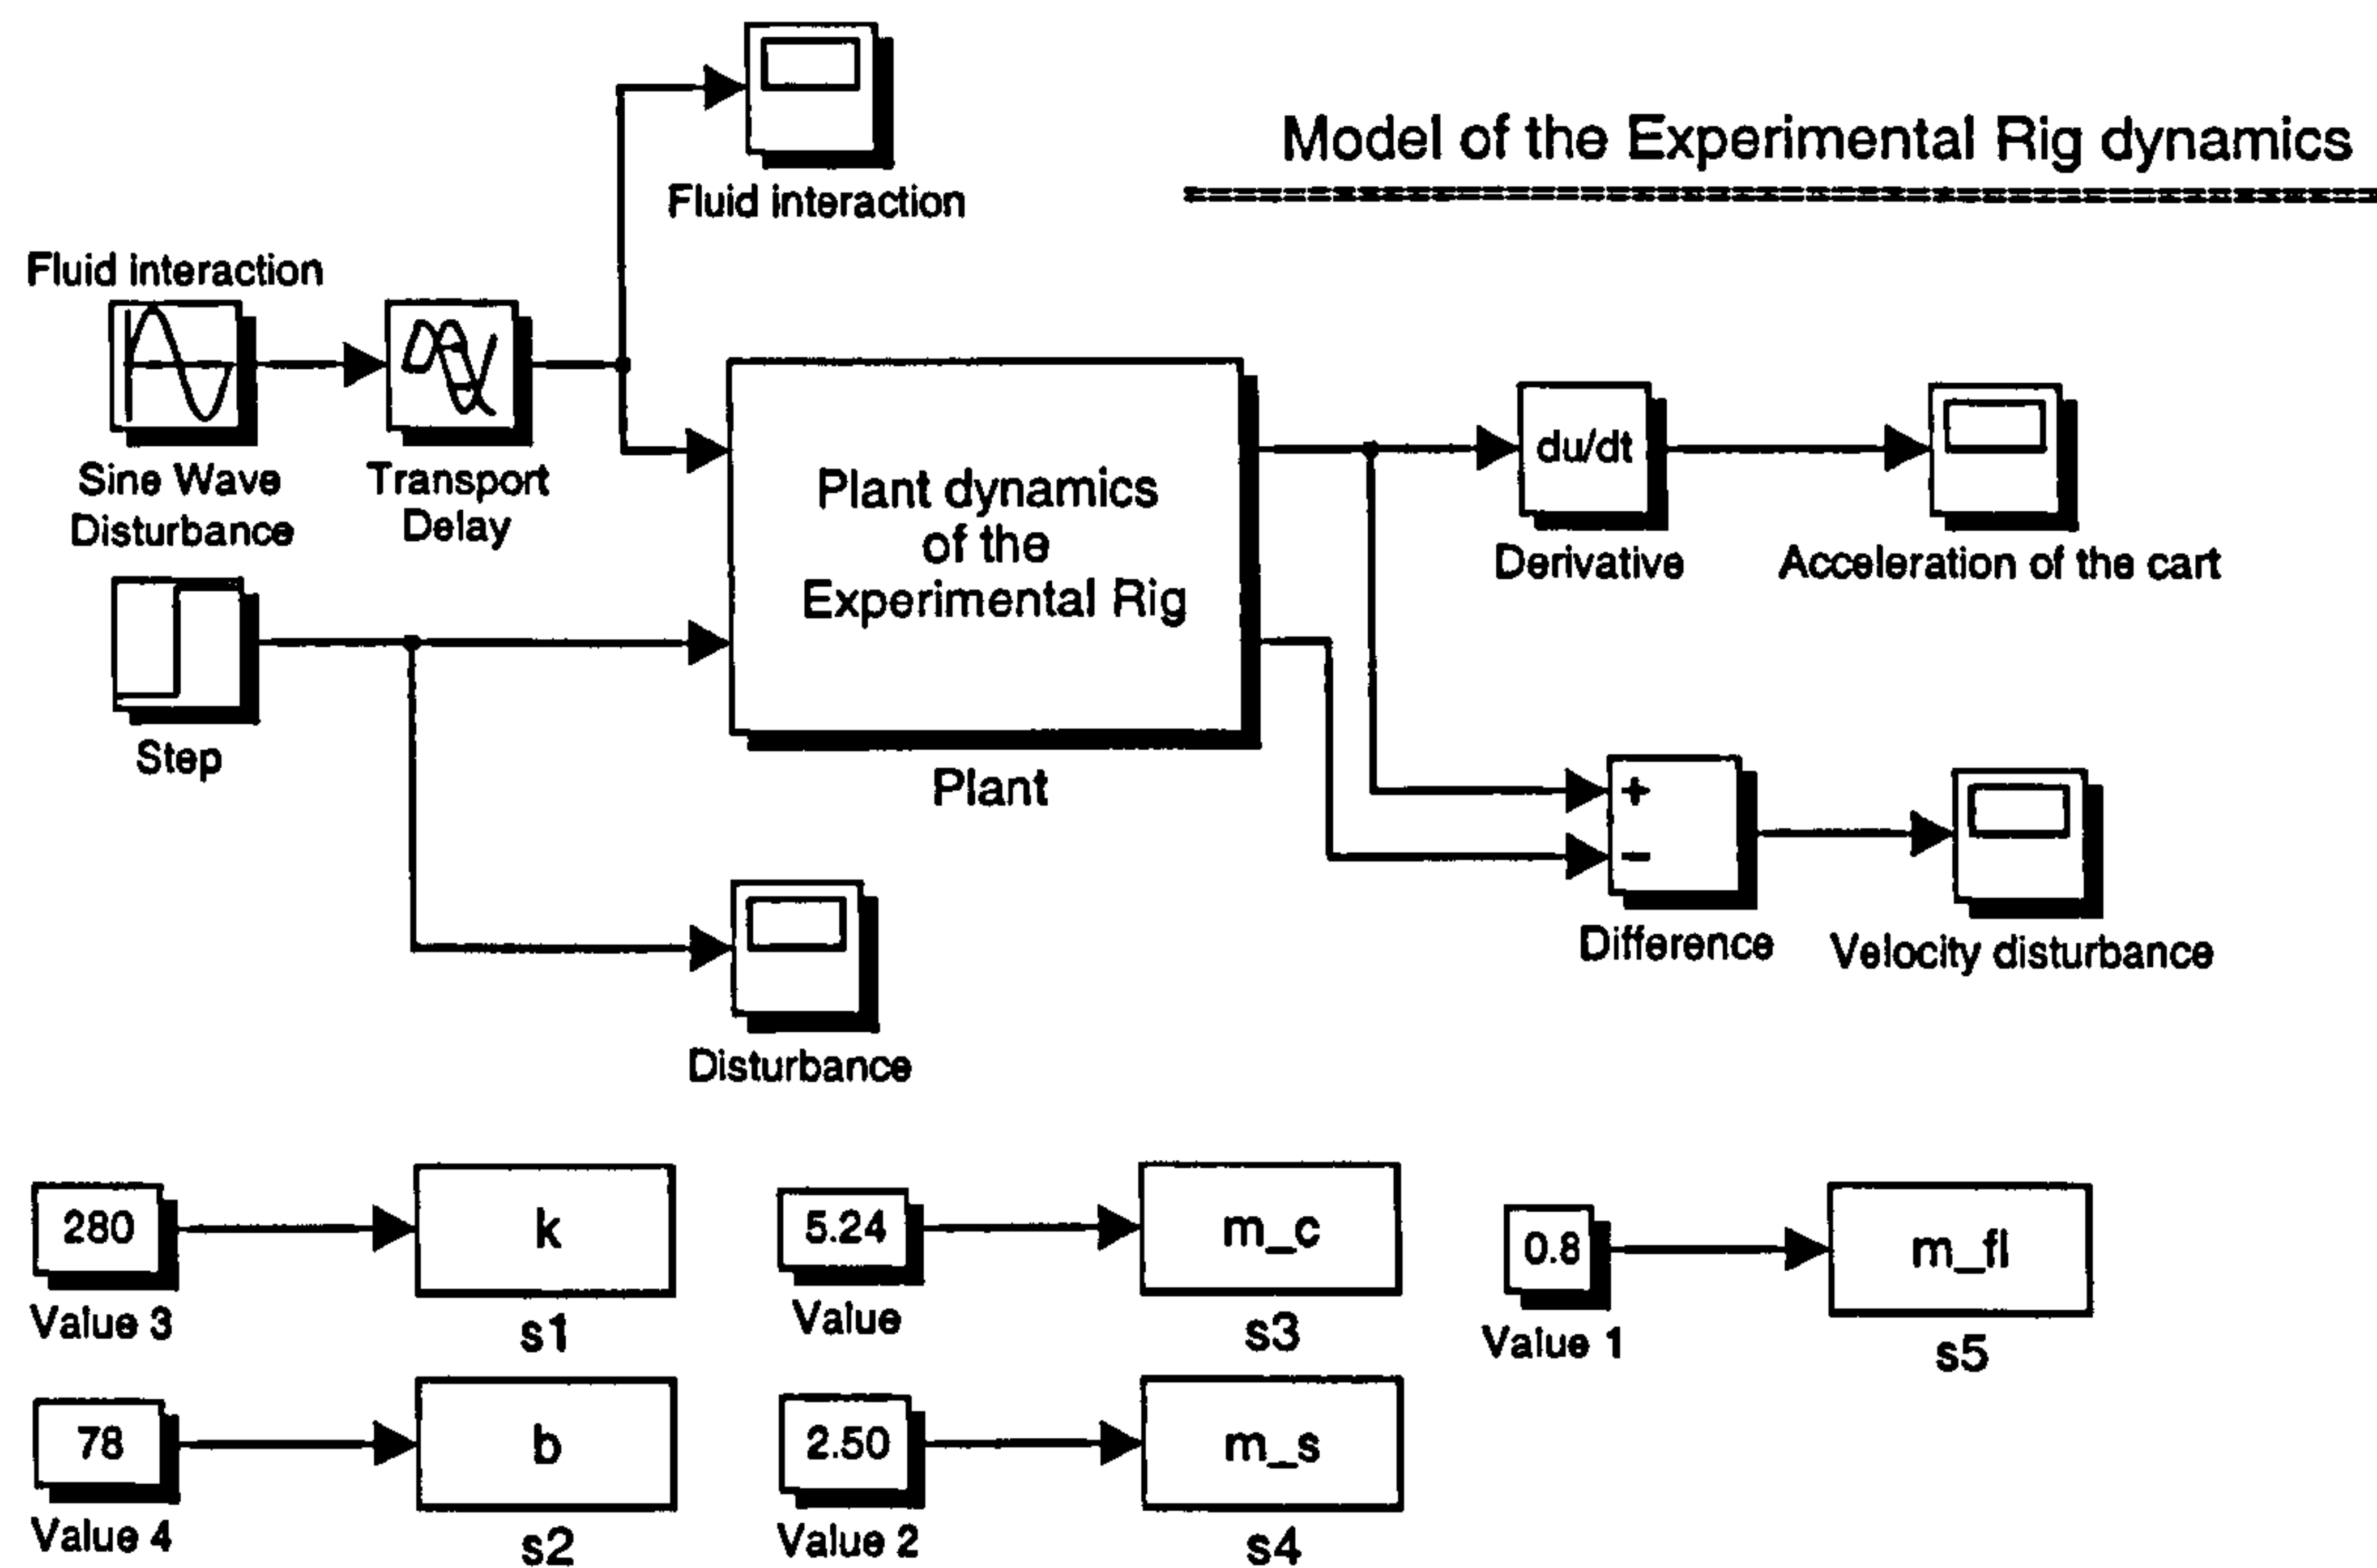 Model of the Experimental Rig dynamics
Fluid interaction
Fluid interaction
Sine Wave
Disturbance
Transport
Delay
Plant dynamics
of the
Experimental Rig
Plant
du/dt
Derivative
Acceleration of the cart
Step
+
−
Difference
Velocity disturbance
Disturbance
280
Value 3
k
s1
5.24
Value
m_c
s3
0.8
Value 1
m_fl
s5
78
Value 4
b
s2
2.50
Value 2
m_s
s4